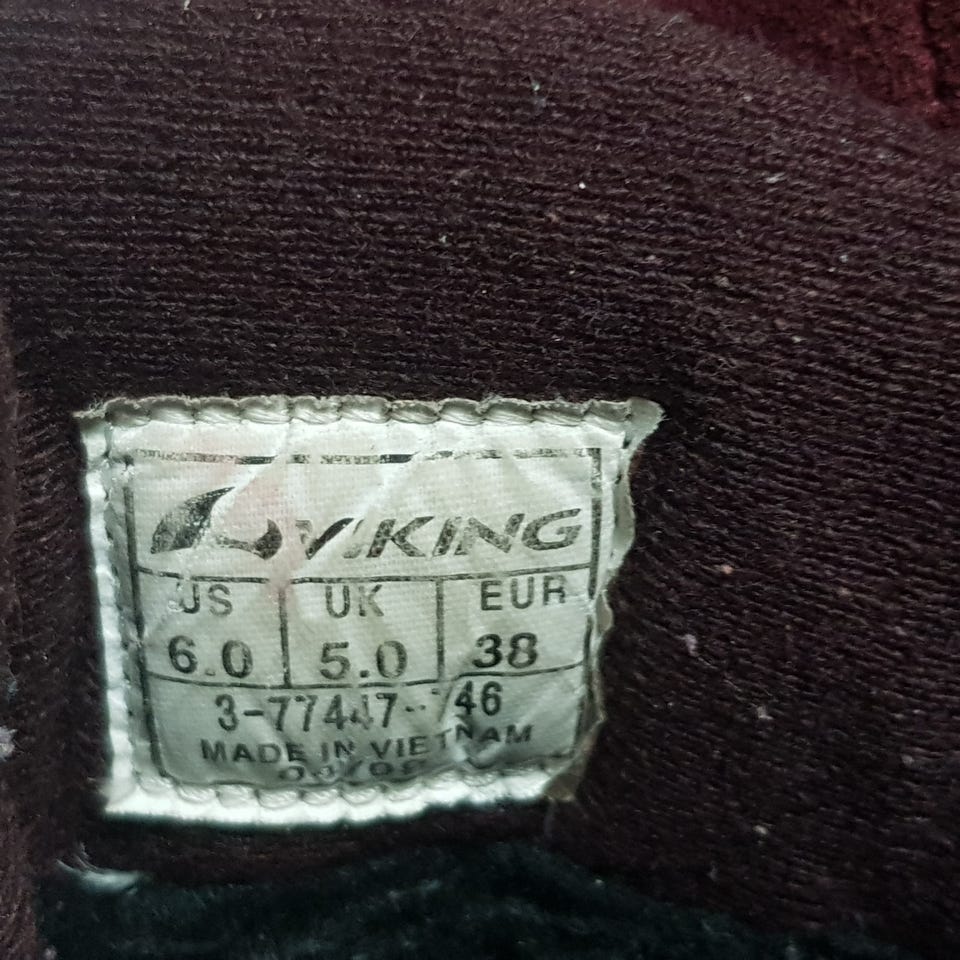 VIKING
US UK EUR
6.0 5.0 38
3-77447-746
MADE IN VIETNAM